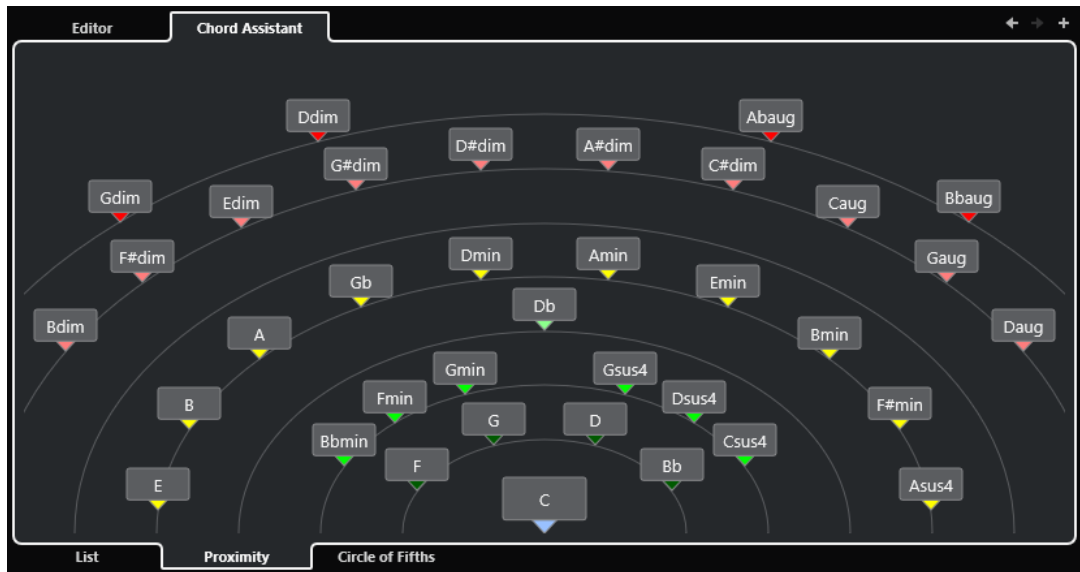 Editor
Chord Assistant
Ddim
Abaug
G#dim
D#dim
A#dim
C#dim
Gdim
Edim
Caug
Bbaug
F#dim
Dmin
Amin
Gaug
Gb
Emin
Db
Bdim
A
Bmin
Daug
Gmin
Gsus4
B
Fmin
Dsus4
F#min
G
D
Bbmin
Csus4
F
Bb
E
C
Asus4
List
Proximity
Circle of Fifths